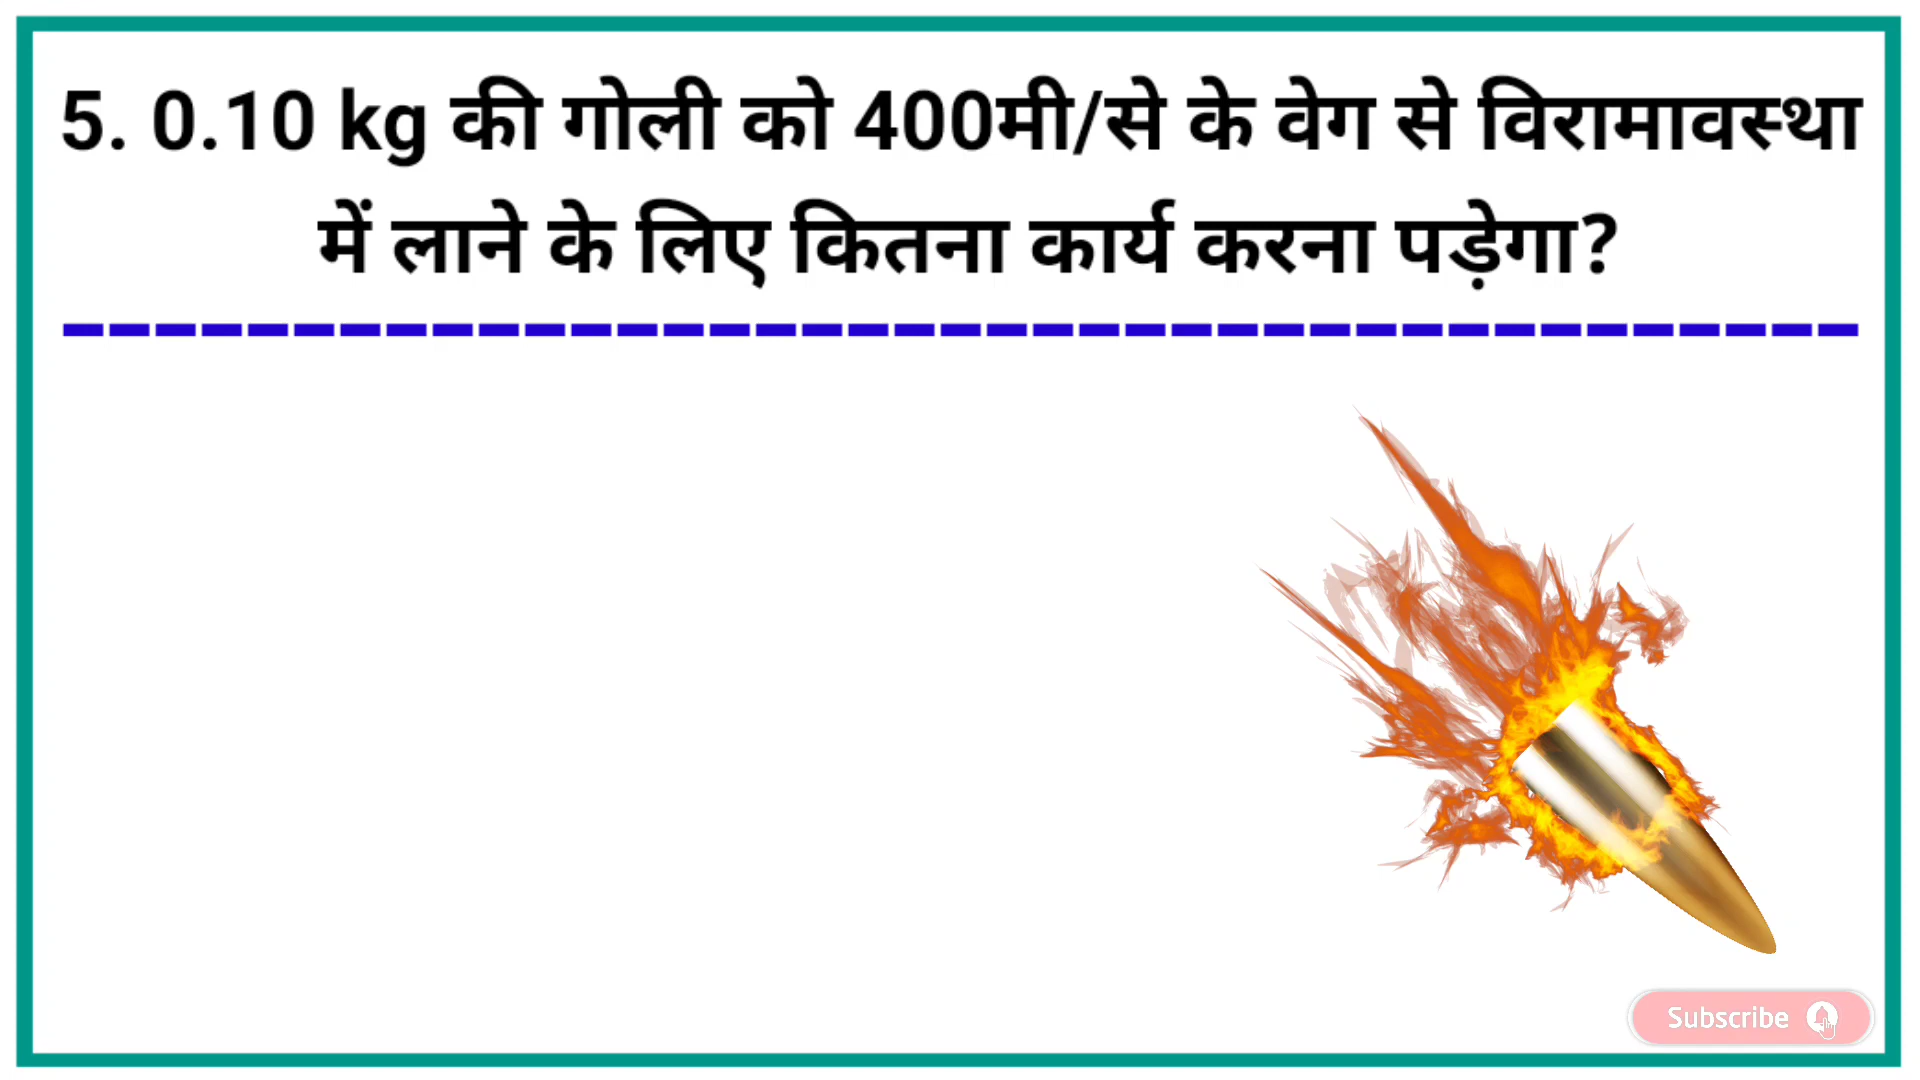 5. 0.10 kg की गोली को 400मी/से के वेग से विरामावस्था
में लाने के लिए कितना कार्य करना पड़ेगा?
Subscribe